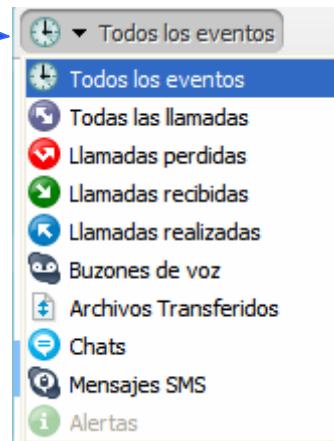 Todos los eventos
Todos los eventos
Todas las llamadas
Llamadas perdidas
Llamadas recibidas
Llamadas realizadas
Buzones de voz
Archivos Transferidos
Chats
Mensajes SMS
Alertas